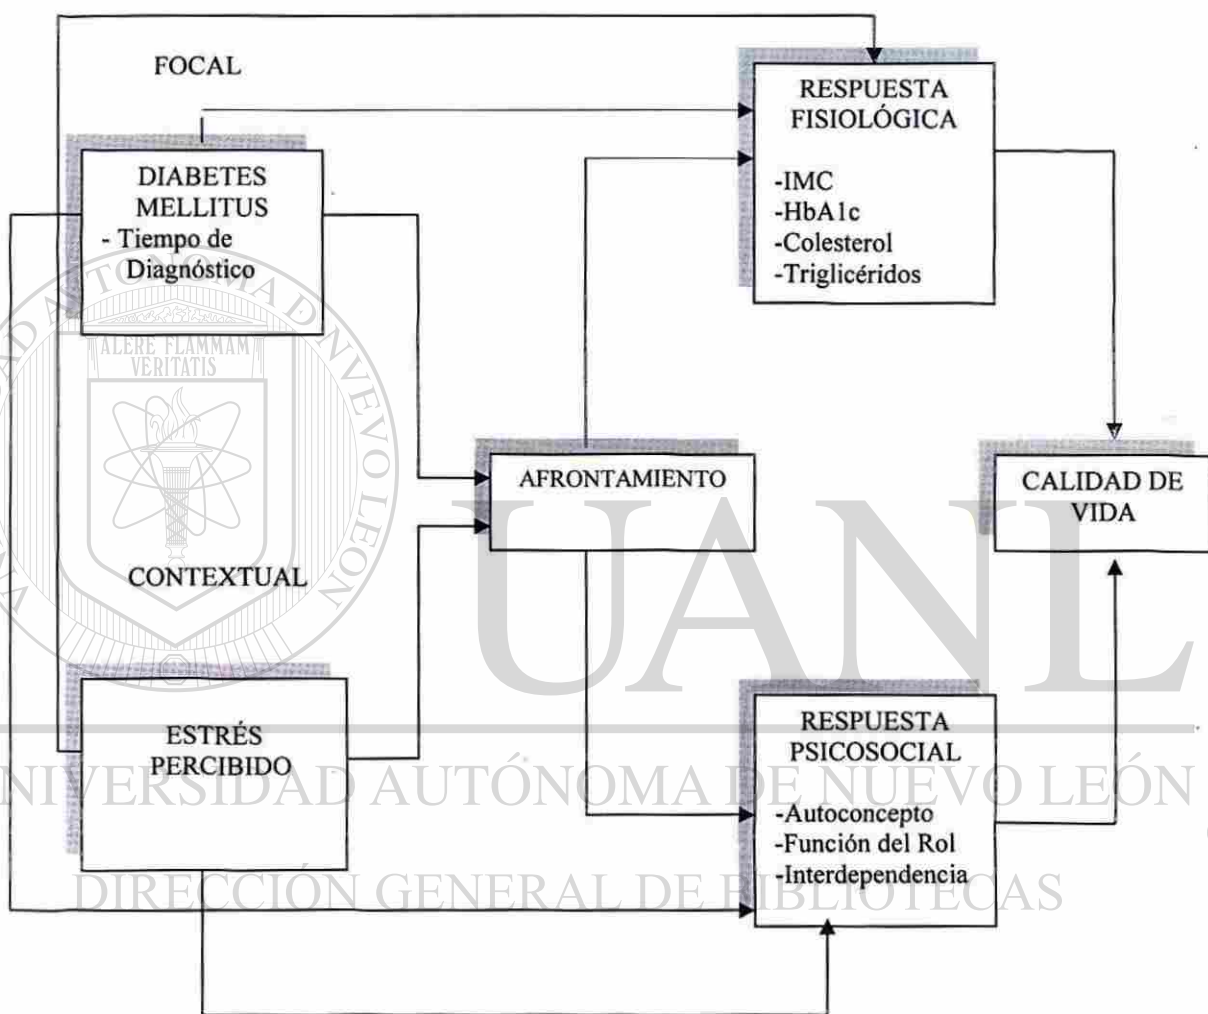 FOCAL
RESPUESTA
FISIOLÓGICA
-IMC
-HbA1c
-Colesterol
-Triglicéridos
DIABETES
MELLITUS
- Tiempo de
Diagnóstico
ALERE FLAMMAM
VERITATIS
AFRONTAMIENTO
CALIDAD DE
VIDA
CONTEXTUAL
UANL
ESTRÉS
PERCIBIDO
RESPUESTA
PSICOSOCIAL
-Autoconcepto
-Función del Rol
-Interdependencia
UNIVERSIDAD AUTÓNOMA DE NUEVO LEÓN
DIRECCIÓN GENERAL DE BIBLIOTECAS